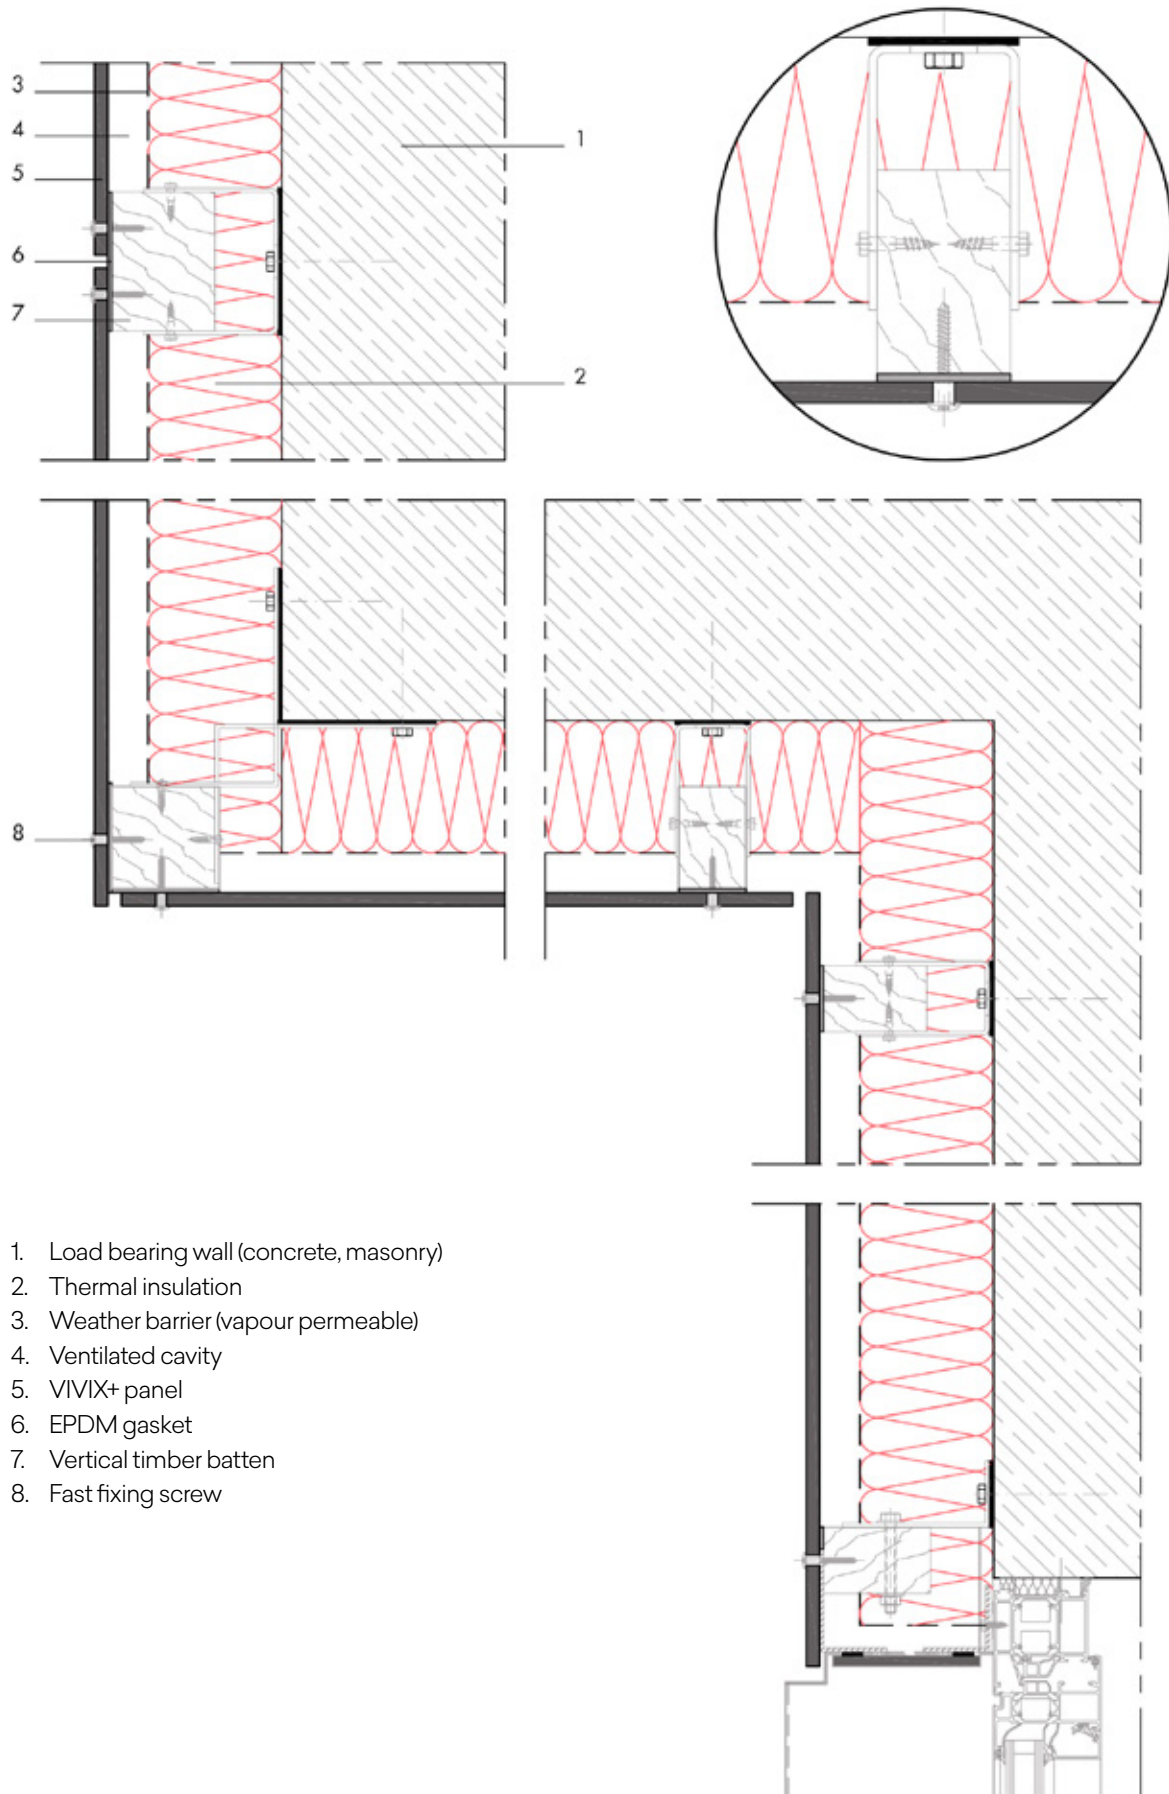 3
4
5
6
7
1
2
8
1. Load bearing wall (concrete, masonry)
2. Thermal insulation
3. Weather barrier (vapour permeable)
4. Ventilated cavity
5. VIVIX+ panel
6. EPDM gasket
7. Vertical timber batten
8. Fast fixing screw